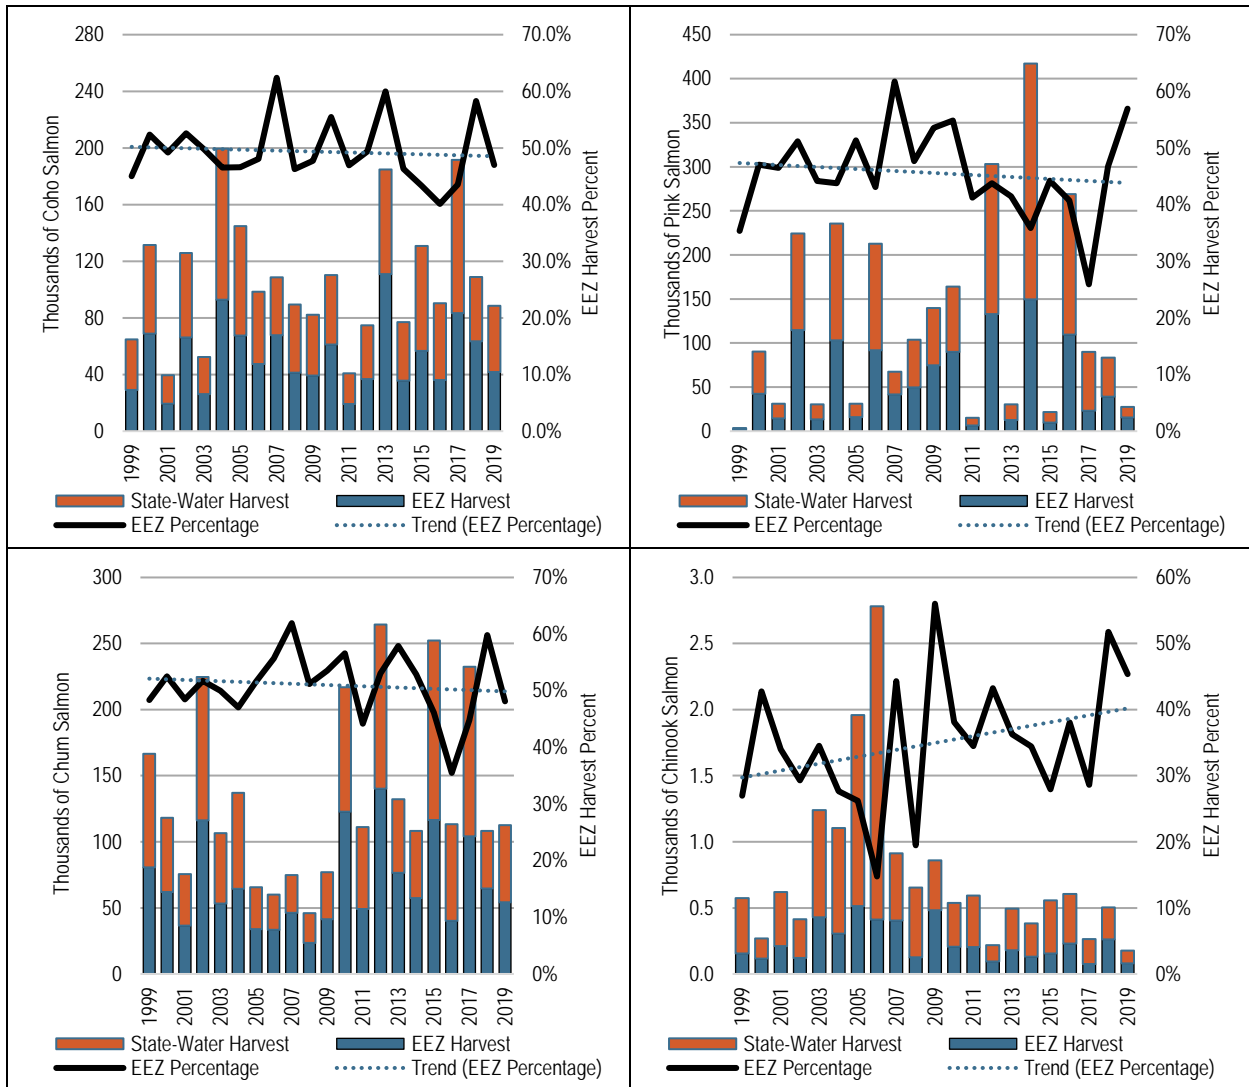 280 70.0%
240 60.0%
200 50.0%
160 40.0%
120 30.0%
80 20.0%
40 10.0%
0 0.0%
Thousands of Coho Salmon
EEZ Harvest Percent
1999 2001 2003 2005 2007 2009 2011 2013 2015 2017 2019
State-Water Harvest EEZ Harvest
EEZ Percentage Trend (EEZ Percentage)
450 70%
400 60%
350 50%
300 40%
250 30%
200 20%
150 10%
100 0%
50
0
Thousands of Pink Salmon
EEZ Harvest Percent
1999 2001 2003 2005 2007 2009 2011 2013 2015 2017 2019
State-Water Harvest EEZ Harvest
EEZ Percentage Trend (EEZ Percentage)
300 70%
250 60%
200 50%
150 40%
100 30%
50 20%
0 10%
0%
Thousands of Chum Salmon
EEZ Harvest Percent
1999 2001 2003 2005 2007 2009 2011 2013 2015 2017 2019
State-Water Harvest EEZ Harvest
EEZ Percentage Trend (EEZ Percentage)
3.0 60%
2.5 50%
2.0 40%
1.5 30%
1.0 20%
0.5 10%
0.0 0%
Thousands of Chinook Salmon
EEZ Harvest Percent
1999 2001 2003 2005 2007 2009 2011 2013 2015 2017 2019
State-Water Harvest EEZ Harvest
EEZ Percentage Trend (EEZ Percentage)